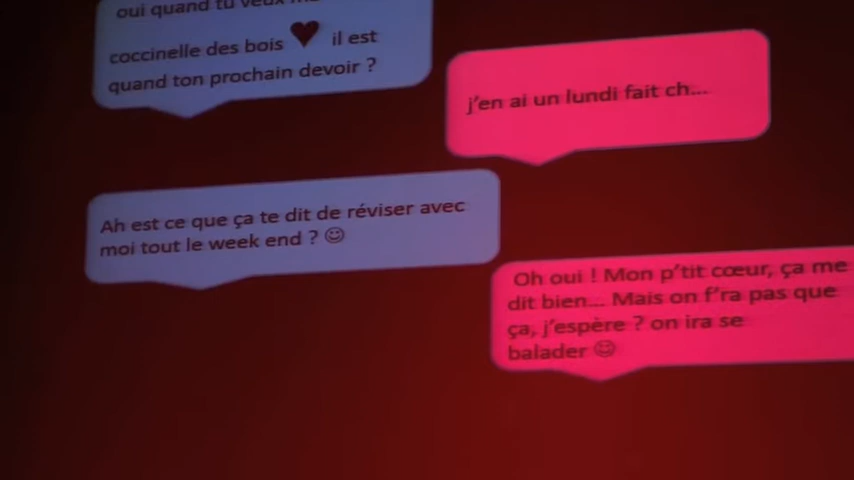 oui quand tu veux
coccinelle des bois ♥ il est
quand ton prochain devoir ?
j'en ai un lundi fait ch...
Ah est ce que ça te dit de réviser avec
moi tout le week end ? ☺
Oh oui ! Mon p'tit cœur, ça me
dit bien... Mais on f'ra pas que
ça, j'espère ? on ira se
balader ☺